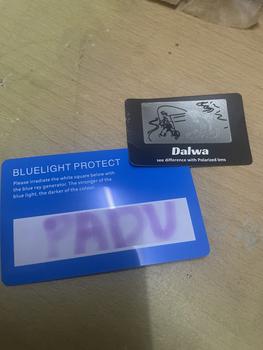 Dalwa
see difference with Polarized lens
BLUELIGHT PROTECT
Please irradiate the white square below with
the blue ray generator. The stronger of the
blue light, the darker of the colour.
PADU